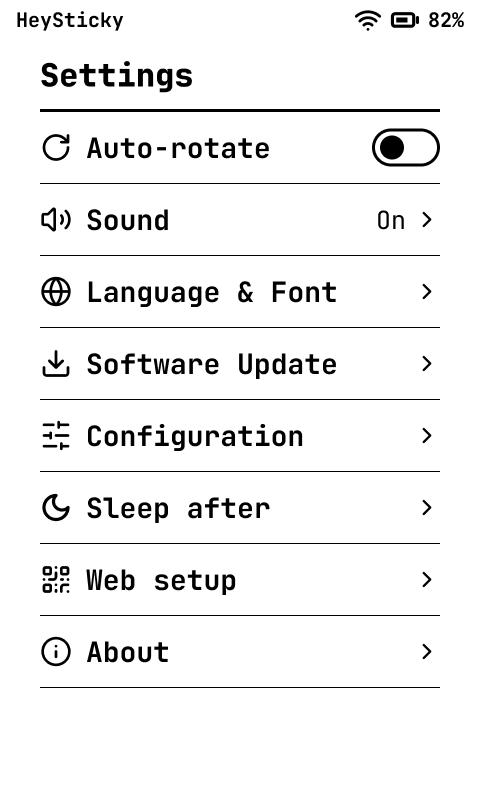 HeySticky 82%
Settings
Auto-rotate
Sound On
Language & Font
Software Update
Configuration
Sleep after
Web setup
About